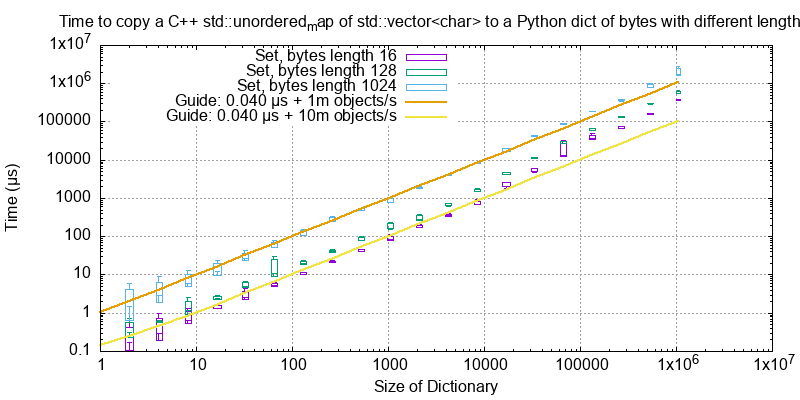 Time to copy a C++ std::unordered_map of std::vector<char> to a Python dict of bytes with different length
Time (µs)
1x10^7
1x10^6
100000
10000
1000
100
10
1
0.1
Set, bytes length 16
Set, bytes length 128
Set, bytes length 1024
Guide: 0.040 µs + 1m objects/s
Guide: 0.040 µs + 10m objects/s
1 10 100 1000 10000 100000 1x10^6 1x10^7
Size of Dictionary